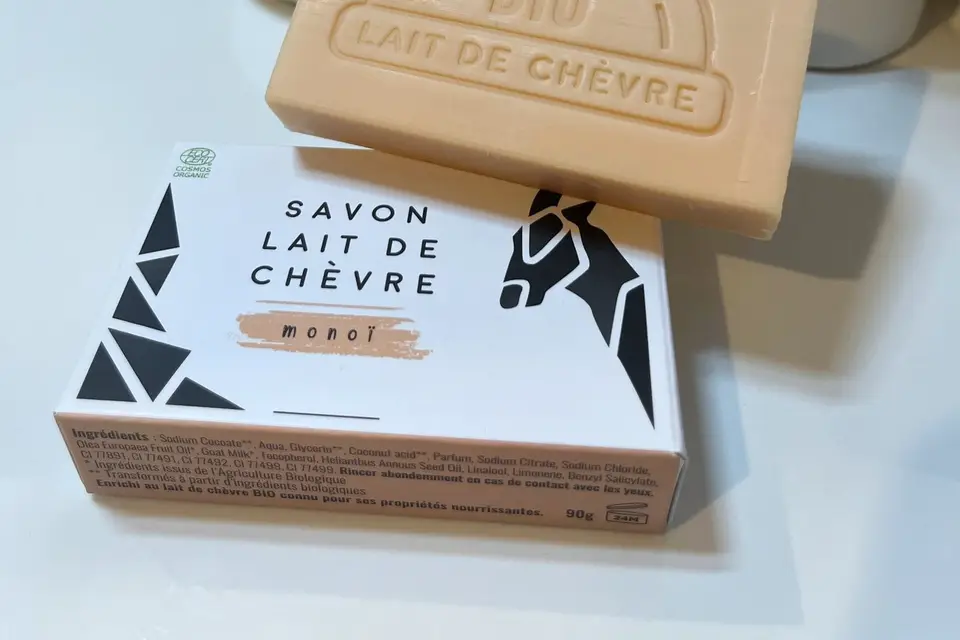 LAIT DE CHÈVRE
ECO
CERT
COSMOS
ORGANIC
SAVON
LAIT DE
CHÈVRE
monoï
Ingrédients : Sodium Cocoate**, Aqua, Glycerin**, Coconut acid**, Parfum, Sodium Citrate, Sodium Chloride,
Olea Europaea Fruit Oil*, Goat Milk*, Tocopherol, Helianthus Annuus Seed Oil, Linalool, Limonene, Benzyl Salicylate,
CI 77891, CI 77491, CI 77492, CI 77499. Rincer abondemment en cas de contact avec les yeux.
* Ingrédients issus de l'Agriculture Biologique
** Transformés à partir d'ingrédients biologiques
Enrichi au lait de chèvre BIO connu pour ses propriétés nourrissantes. 90g 24M